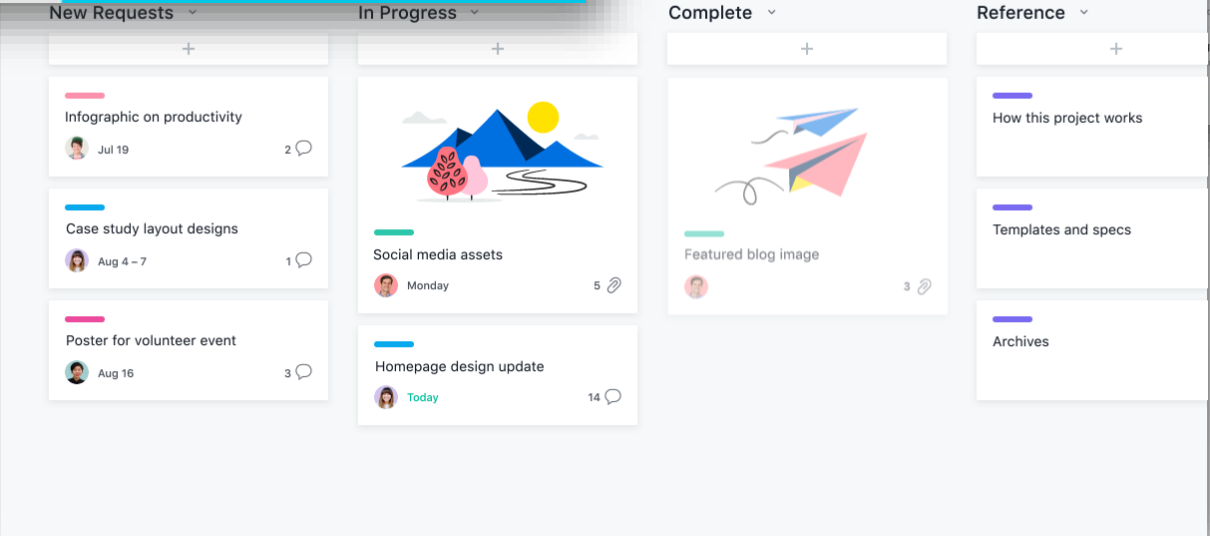 New Requests
In Progress
Complete
Reference
+
+
+
+
Infographic on productivity
Jul 19
2
Case study layout designs
Aug 4 – 7
1
Poster for volunteer event
Aug 16
3
Social media assets
Monday
5
Homepage design update
Today
14
Featured blog image
3
How this project works
Templates and specs
Archives